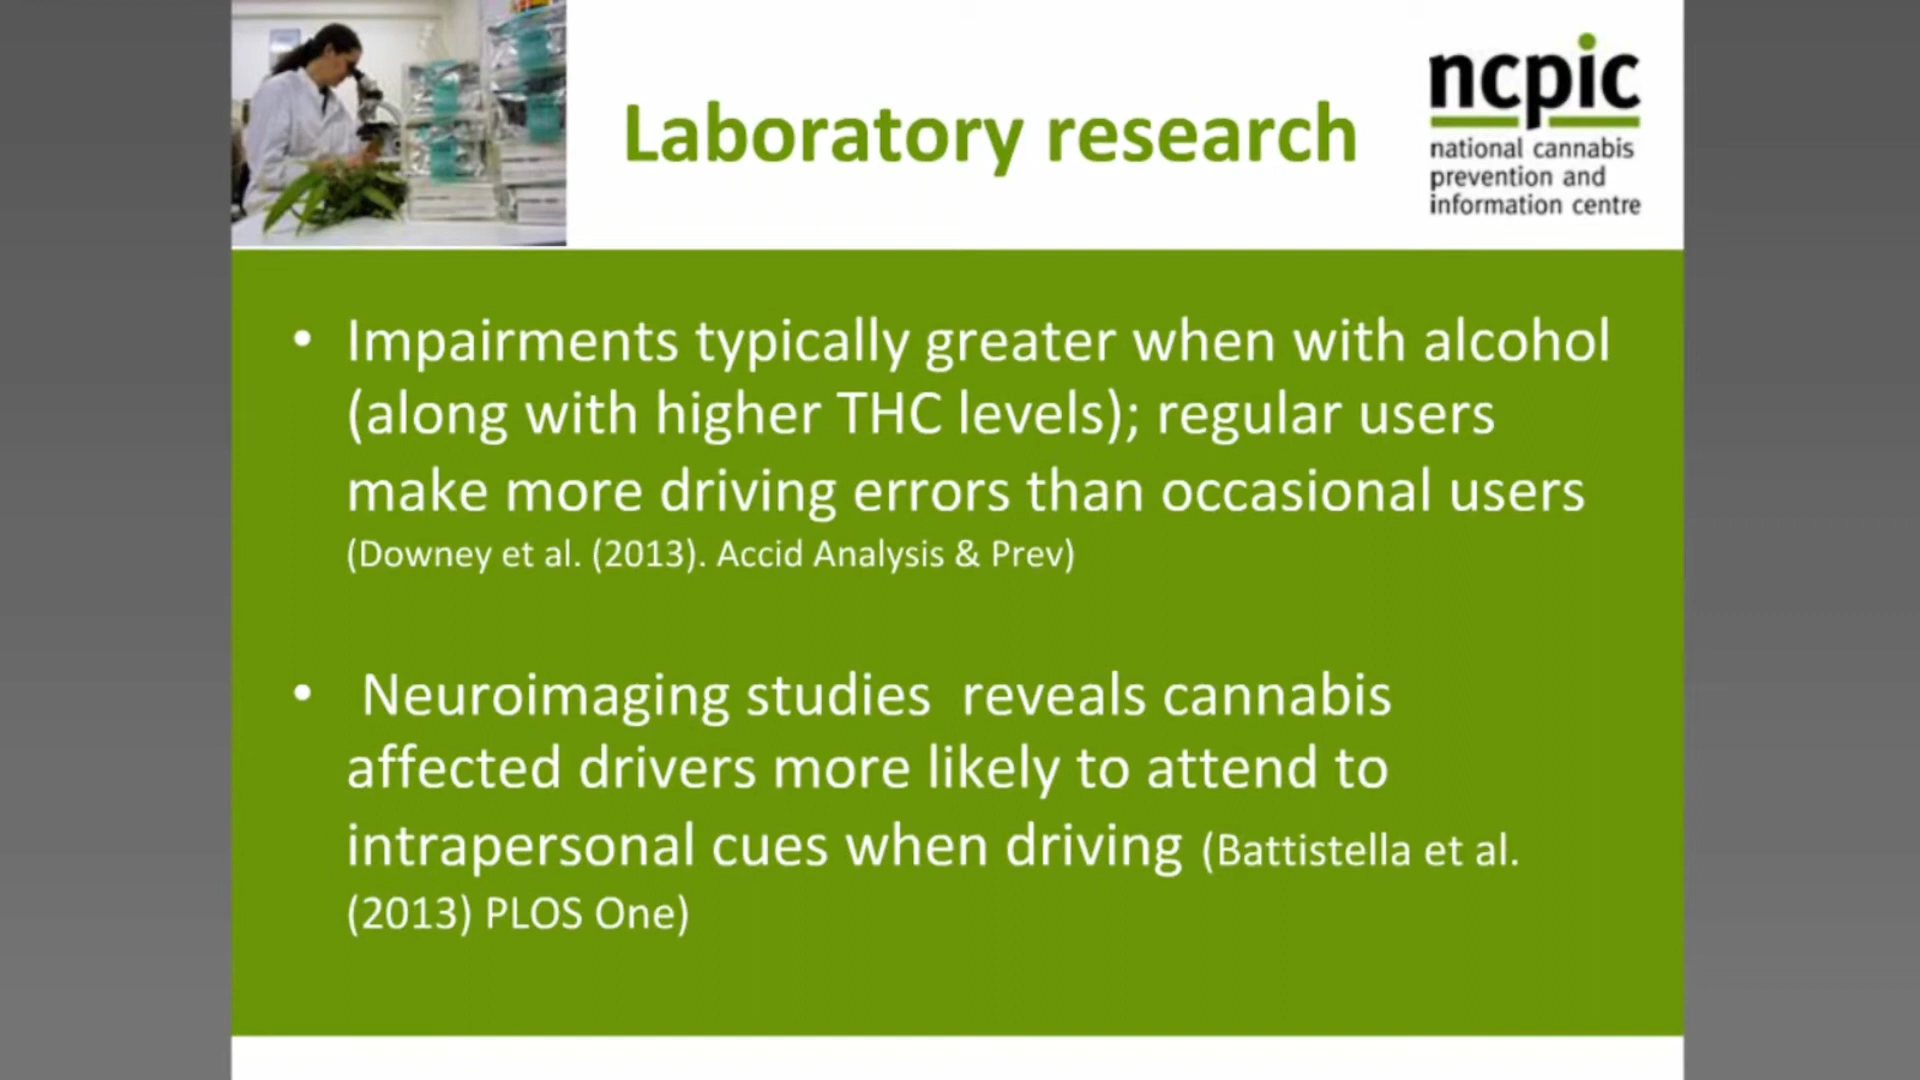 Laboratory research
ncpic
national cannabis
prevention and
information centre
• Impairments typically greater when with alcohol
(along with higher THC levels); regular users
make more driving errors than occasional users
(Downey et al. (2013). Accid Analysis & Prev)
• Neuroimaging studies  reveals cannabis
affected drivers more likely to attend to
intrapersonal cues when driving (Battistella et al.
(2013) PLOS One)